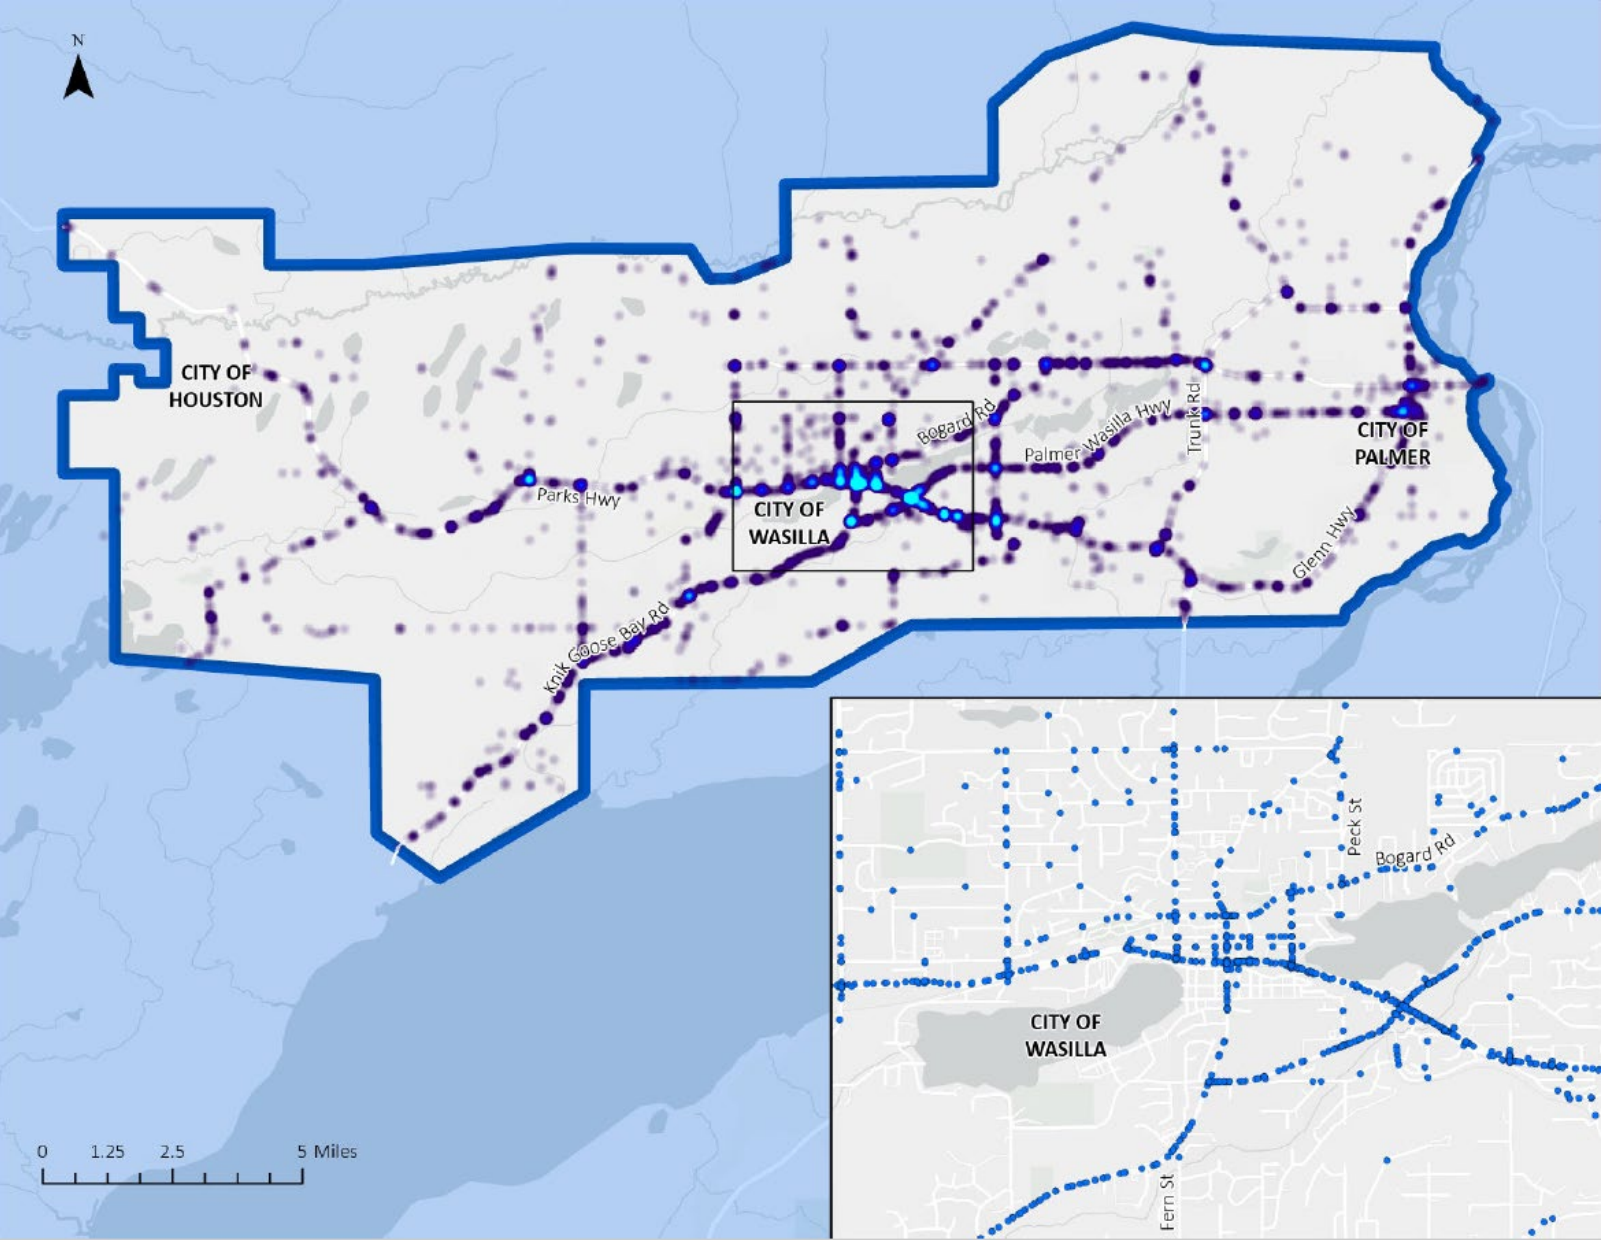 N
CITY OF
HOUSTON
Parks Hwy
Bogard Rd
Palmer Wasilla Hwy
Trunk Rd
CITY OF
PALMER
CITY OF
WASILLA
Glenn Hwy
Knik Goose Bay Rd
Peck St
Bogard Rd
CITY OF
WASILLA
Fern St
0 1.25 2.5 5 Miles